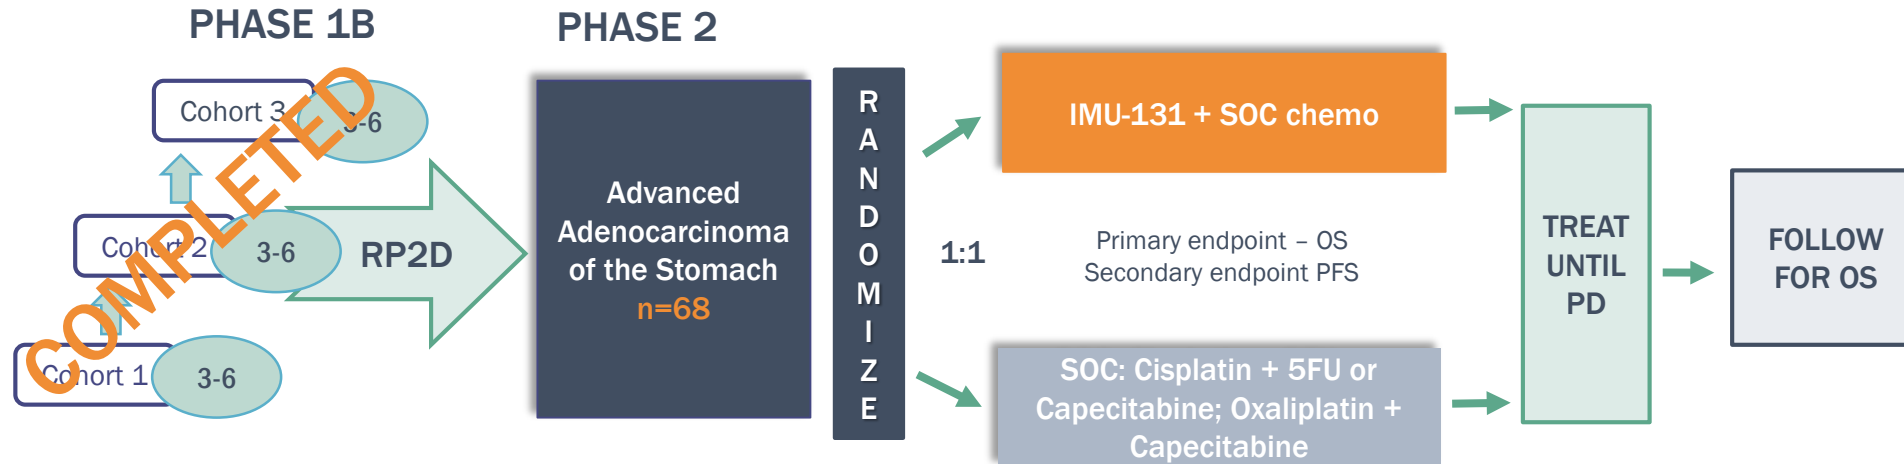 PHASE 1B
PHASE 2
COMPLETED
Cohort 3
3-6
Cohort 2
3-6
Cohort 1
3-6
RP2D
Advanced
Adenocarcinoma
of the Stomach
n=68
RANDOMIZE
1:1
IMU-131 + SOC chemo
Primary endpoint – OS
Secondary endpoint PFS
SOC: Cisplatin + 5FU or
Capecitabine; Oxaliplatin +
Capecitabine
TREAT
UNTIL
PD
FOLLOW
FOR OS